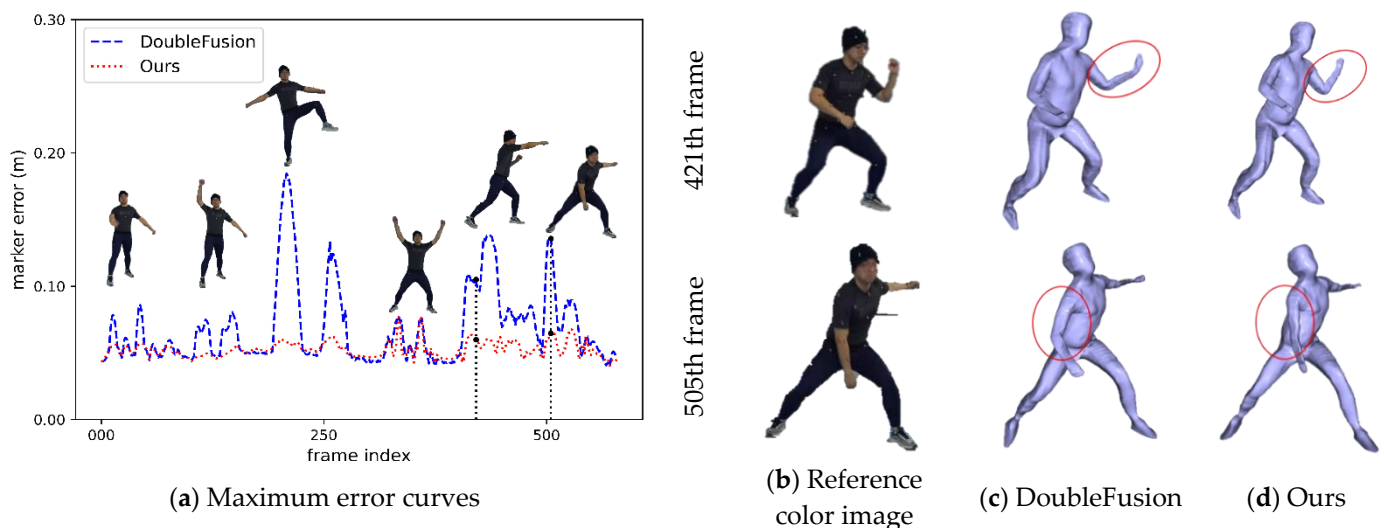 0.30
0.20
0.10
0.00
marker error (m)
DoubleFusion
Ours
000
250
500
frame index
(a) Maximum error curves
421th frame
505th frame
(b) Reference
color image
(c) DoubleFusion
(d) Ours